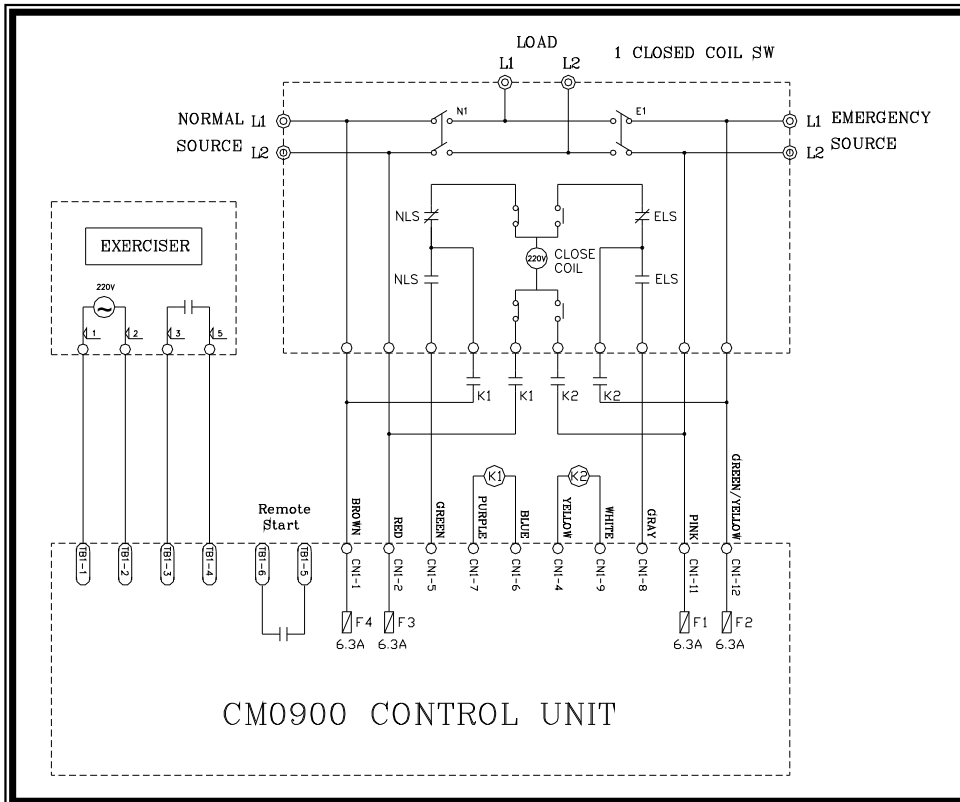 LOAD
1 CLOSED COIL SW
L1 L2
NORMAL L1
SOURCE L2
N1
E1
L1 EMERGENCY
L2 SOURCE
NLS
ELS
220V
CLOSE
COIL
NLS
ELS
EXERCISER
220V
1
2
3
5
K1
K1
K2
K2
K1
K2
Remote
Start
BROWN
RED
GREEN
PURPLE
BLUE
YELLOW
WHITE
GRAY
PINK
GREEN/YELLOW
TB1-1
TB1-2
TB1-3
TB1-4
TB1-6
TB1-5
CN1-1
CN1-2
CN1-5
CN1-7
CN1-6
CN1-4
CN1-9
CN1-8
CN1-11
CN1-12
F4
6.3A
F3
6.3A
F1
6.3A
F2
6.3A
CM0900 CONTROL UNIT